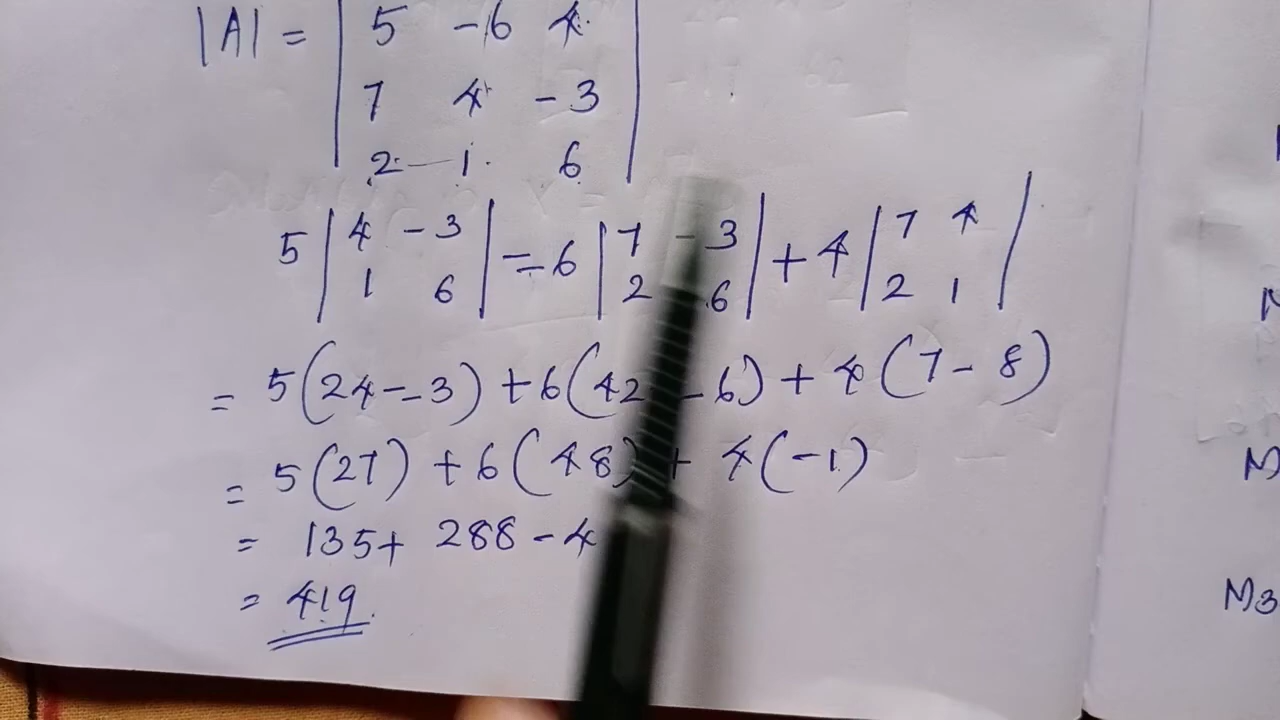 |A| = | 5 -6 4 |
| 7 4 -3 |
| 2 1 6 |
5 | 4 -3 | - -6 | 7 -3 | + 4 | 7 4 |
| 1 6 | | 2 6 | | 2 1 |
= 5(24--3) +6(42--6) + 4(7-8)
= 5(27) +6(48) + 4(-1)
= 135+ 288 -4
= 419
M3